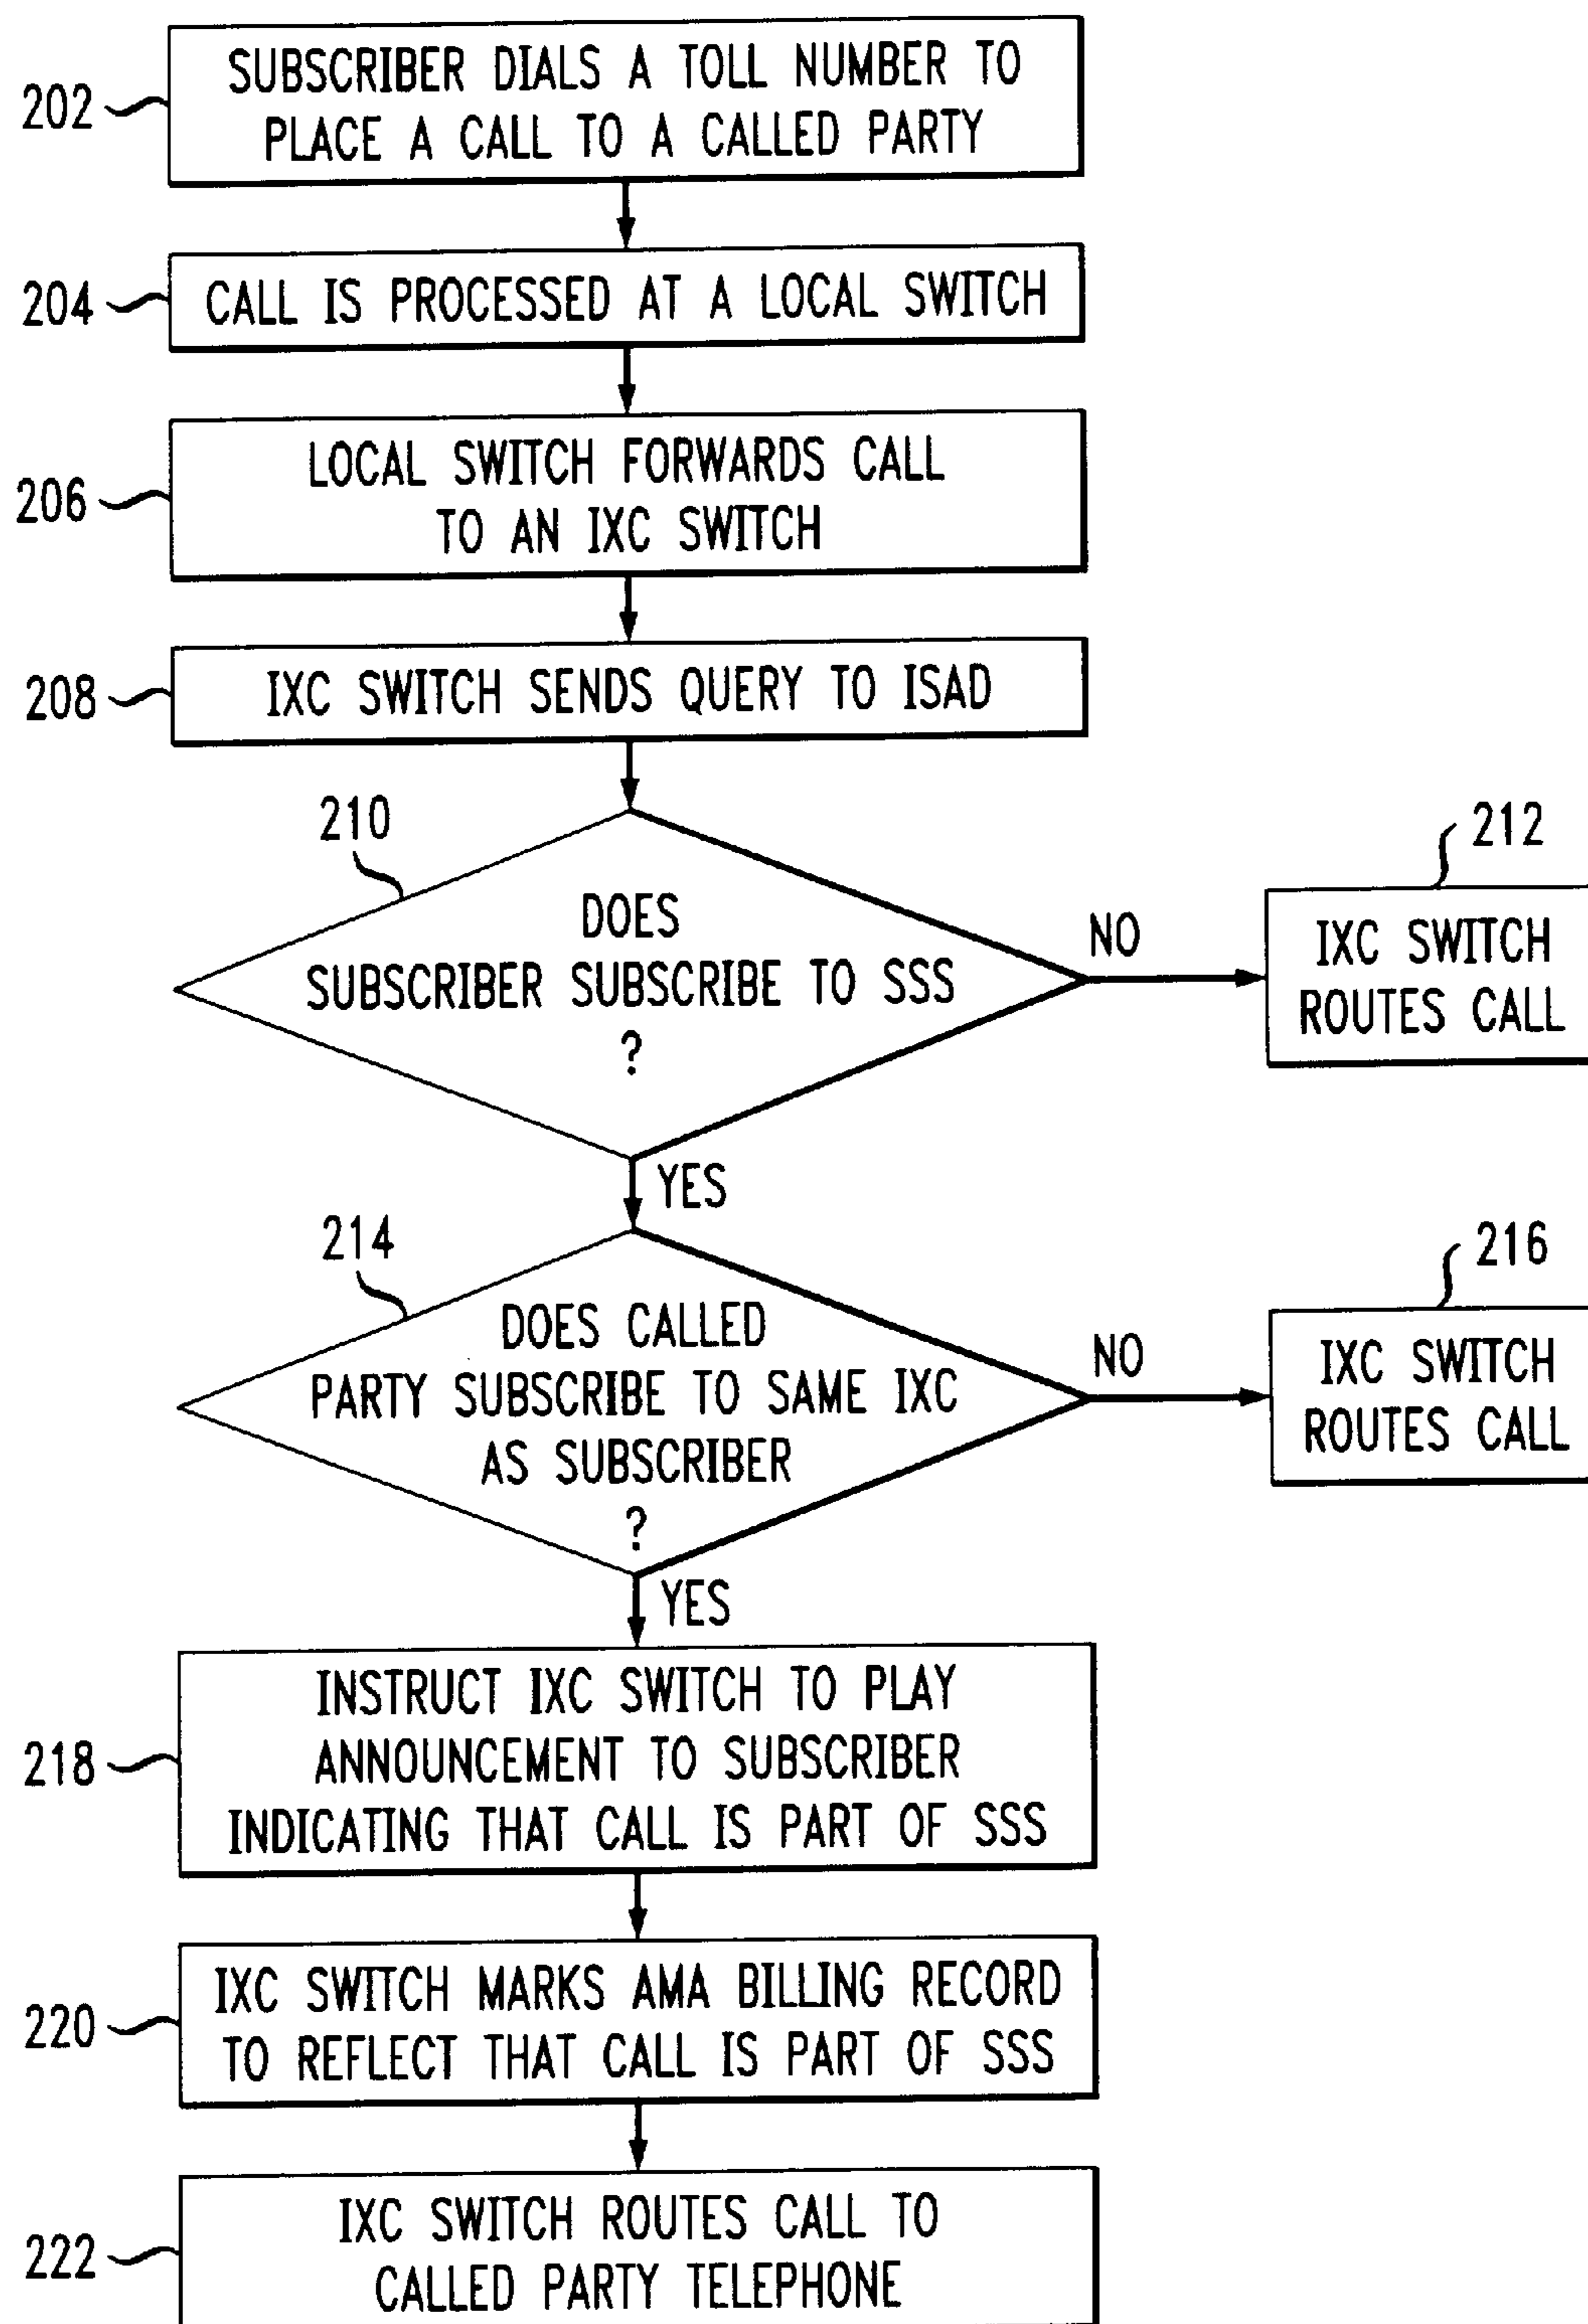 202
SUBSCRIBER DIALS A TOLL NUMBER TO
PLACE A CALL TO A CALLED PARTY
204
CALL IS PROCESSED AT A LOCAL SWITCH
206
LOCAL SWITCH FORWARDS CALL
TO AN IXC SWITCH
208
IXC SWITCH SENDS QUERY TO ISAD
210
DOES
SUBSCRIBER SUBSCRIBE TO SSS
?
NO
212
IXC SWITCH
ROUTES CALL
YES
214
DOES CALLED
PARTY SUBSCRIBE TO SAME IXC
AS SUBSCRIBER
?
NO
216
IXC SWITCH
ROUTES CALL
YES
218
INSTRUCT IXC SWITCH TO PLAY
ANNOUNCEMENT TO SUBSCRIBER
INDICATING THAT CALL IS PART OF SSS
220
IXC SWITCH MARKS AMA BILLING RECORD
TO REFLECT THAT CALL IS PART OF SSS
222
IXC SWITCH ROUTES CALL TO
CALLED PARTY TELEPHONE